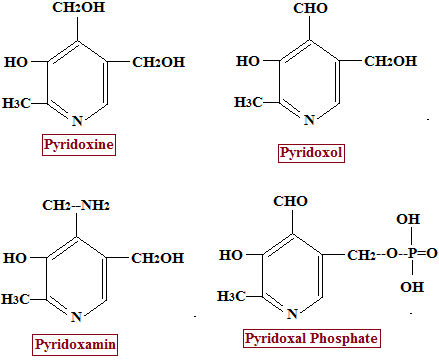 CH2OH
HO
CH2OH
H3C
N
Pyridoxine
CHO
HO
CH2OH
H3C
N
Pyridoxol
CH2--NH2
HO
CH2OH
H3C
N
Pyridoxamin
CHO
OH
HO
CH2--O--P=O
H3C
OH
N
Pyridoxal Phosphate